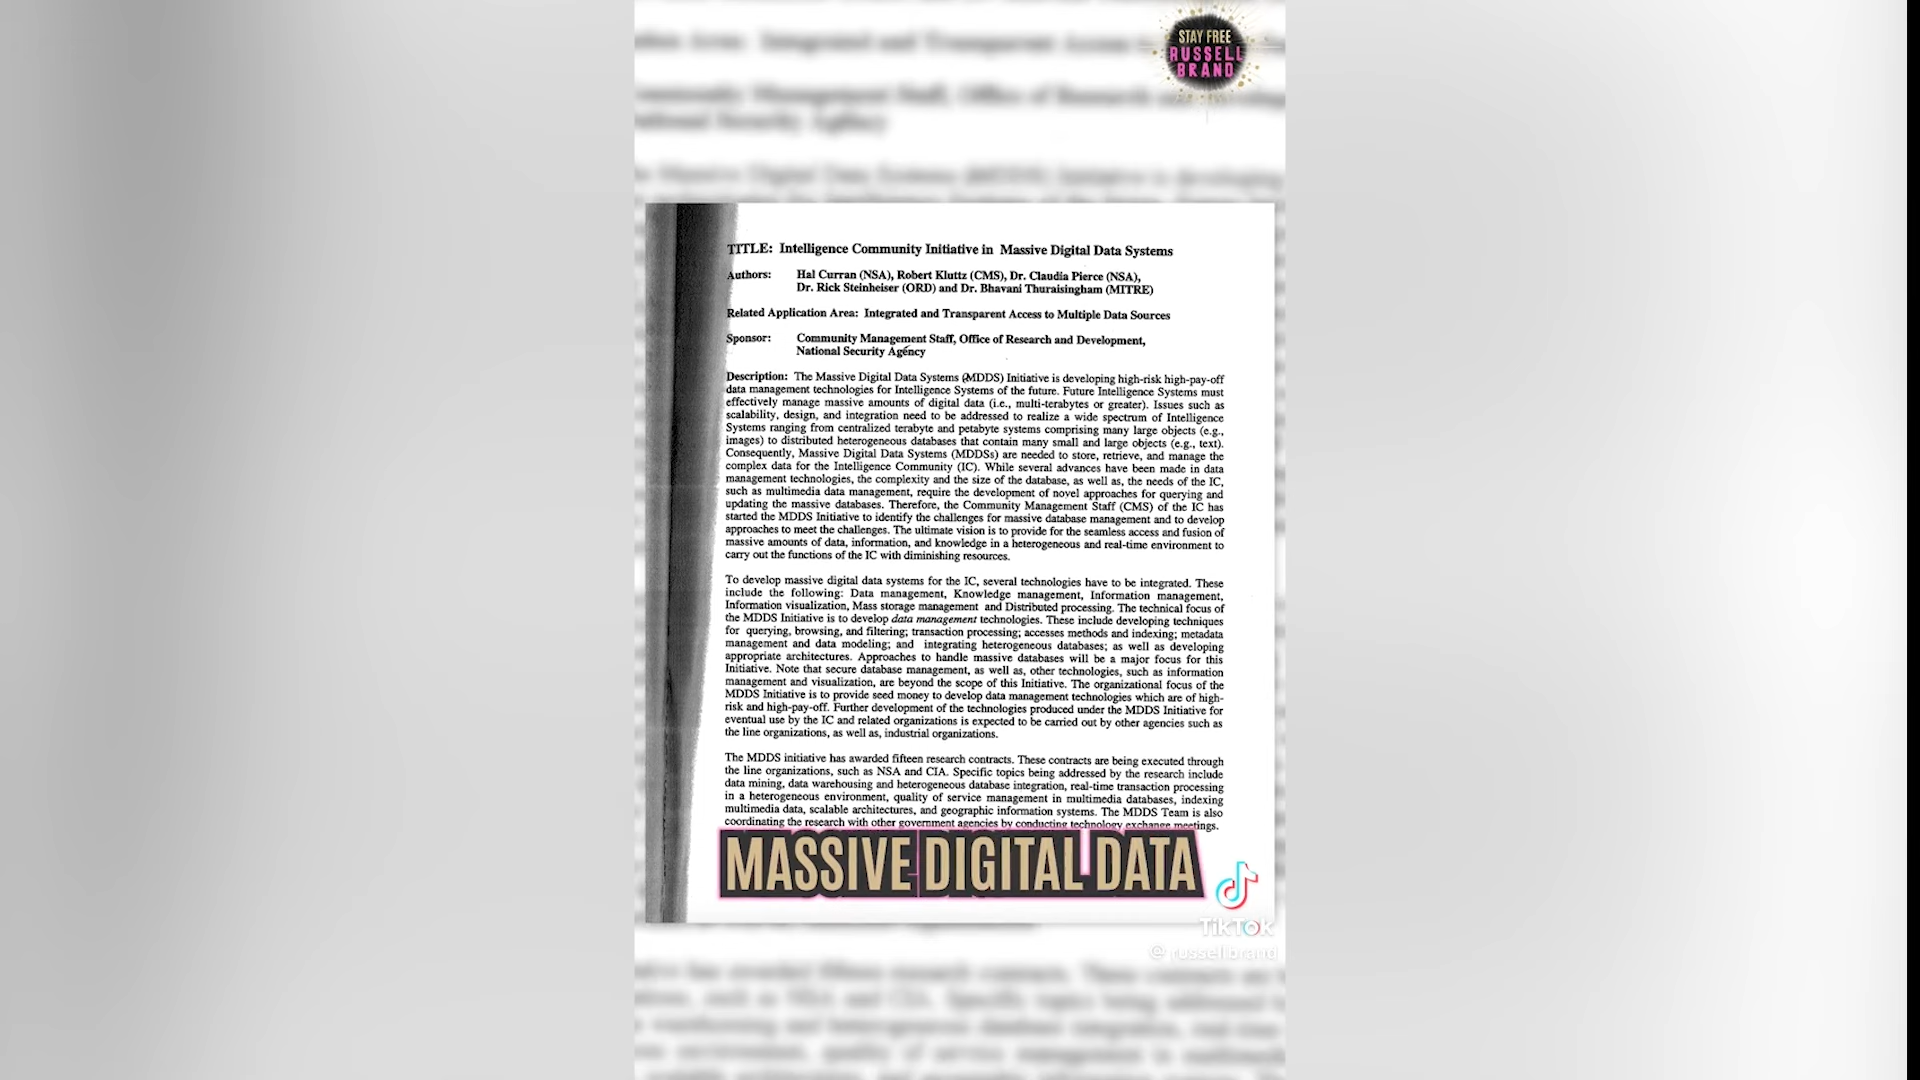 STAY FREE
RUSSELL
BRAND
TITLE: Intelligence Community Initiative in Massive Digital Data Systems
Authors: Hal Curran (NSA), Robert Kluttz (CMS), Dr. Claudia Pierce (NSA),
Dr. Rick Steinheiser (ORD) and Dr. Bhavani Thuraisingham (MITRE)
Related Application Area: Integrated and Transparent Access to Multiple Data Sources
Sponsor: Community Management Staff, Office of Research and Development,
National Security Agency
Description: The Massive Digital Data Systems (MDDS) Initiative is developing high-risk high-pay-off
data management technologies for Intelligence Systems of the future. Future Intelligence Systems must
effectively manage massive amounts of digital data (i.e., multi-terabytes or greater). Issues such as
scalability, design, and integration need to be addressed to realize a wide spectrum of Intelligence
Systems ranging from centralized terabyte and petabyte systems comprising many large objects (e.g.,
images) to distributed heterogeneous databases that contain many small and large objects (e.g., text).
Consequently, Massive Digital Data Systems (MDDSs) are needed to store, retrieve, and manage the
complex data for the Intelligence Community (IC). While several advances have been made in data
management technologies, the complexity and the size of the database, as well as, the needs of the IC,
such as multimedia data management, require the development of novel approaches for querying and
updating the massive databases. Therefore, the Community Management Staff (CMS) of the IC has
started the MDDS Initiative to identify the challenges for massive database management and to develop
approaches to meet the challenges. The ultimate vision is to provide for the seamless access and fusion of
massive amounts of data, information, and knowledge in a heterogeneous and real-time environment to
carry out the functions of the IC with diminishing resources.
To develop massive digital data systems for the IC, several technologies have to be integrated. These
include the following: Data management, Knowledge management, Information management,
Information visualization, Mass storage management and Distributed processing. The technical focus of
the MDDS Initiative is to develop data management technologies. These include developing techniques
for querying, browsing, and filtering; transaction processing; accesses methods and indexing; metadata
management and data modeling; and integrating heterogeneous databases; as well as developing
appropriate architectures. Approaches to handle massive databases will be a major focus for this
Initiative. Note that secure database management, as well as, other technologies, such as information
management and visualization, are beyond the scope of this Initiative. The organizational focus of the
MDDS Initiative is to provide seed money to develop data management technologies which are of high-
risk and high-pay-off. Further development of the technologies produced under the MDDS Initiative for
eventual use by the IC and related organizations is expected to be carried out by other agencies such as
the line organizations, as well as, industrial organizations.
The MDDS initiative has awarded fifteen research contracts. These contracts are being executed through
the line organizations, such as NSA and CIA. Specific topics being addressed by the research include
data mining, data warehousing and heterogeneous database integration, real-time transaction processing
in a heterogeneous environment, quality of service management in multimedia databases, indexing
multimedia data, scalable architectures, and geographic information systems. The MDDS Team is also
coordinating the research with other government agencies by conducting technology exchange meetings.
MASSIVE DIGITAL DATA
TikTok
@russellbrand